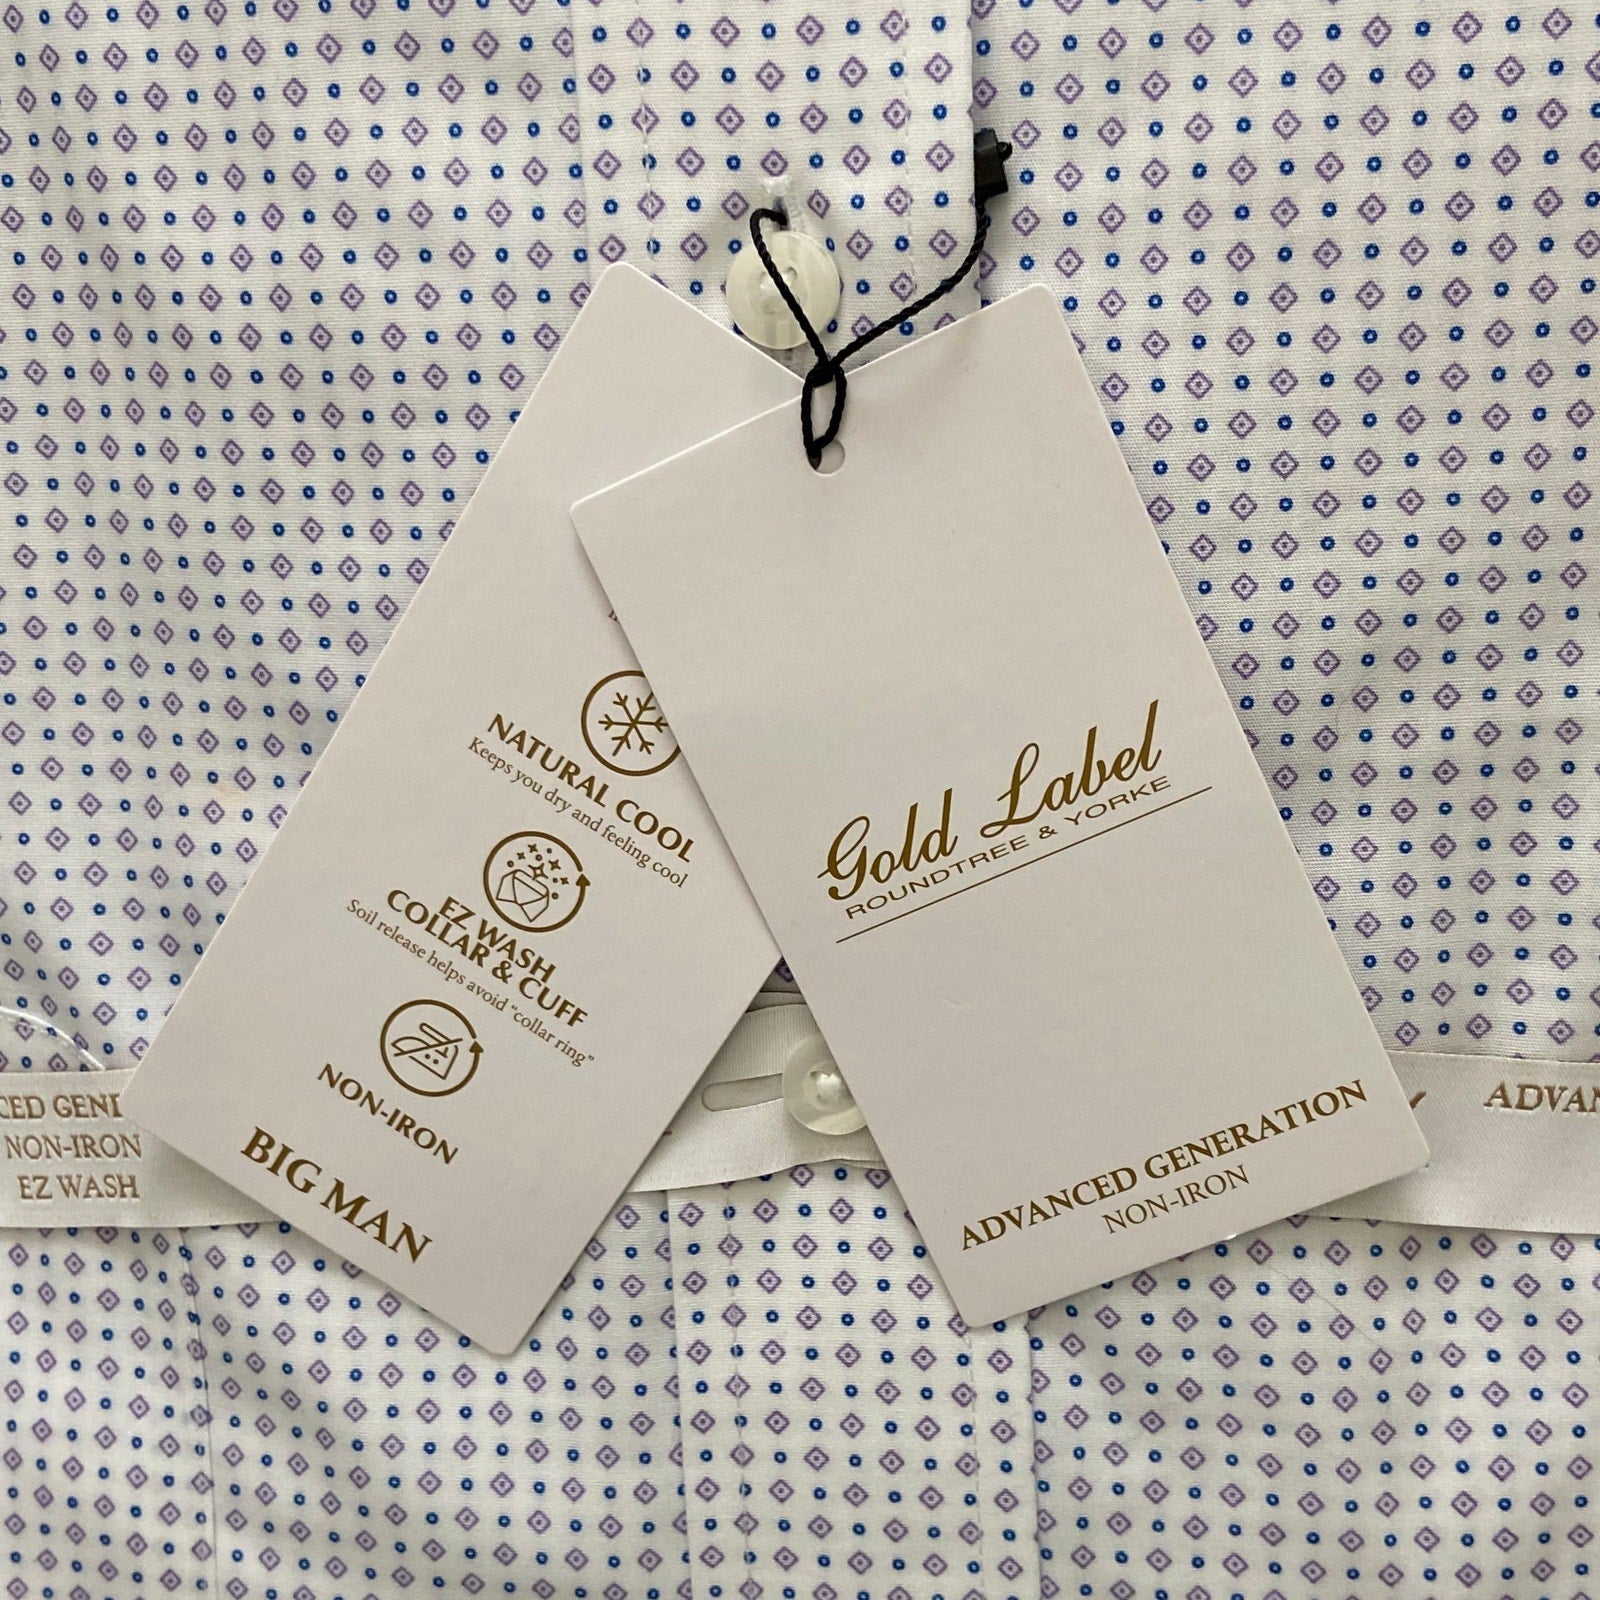 NATURAL COOL
Keeps you dry and feeling cool
EZ WASH
COLLAR & CUFF
Soil release helps avoid "collar ring"
NON-IRON
BIG MAN
Gold Label
ROUNDTREE & YORKE
ADVANCED GENERATION
NON-IRON
CED GENE
NON-IRON
EZ WASH
ADVAN